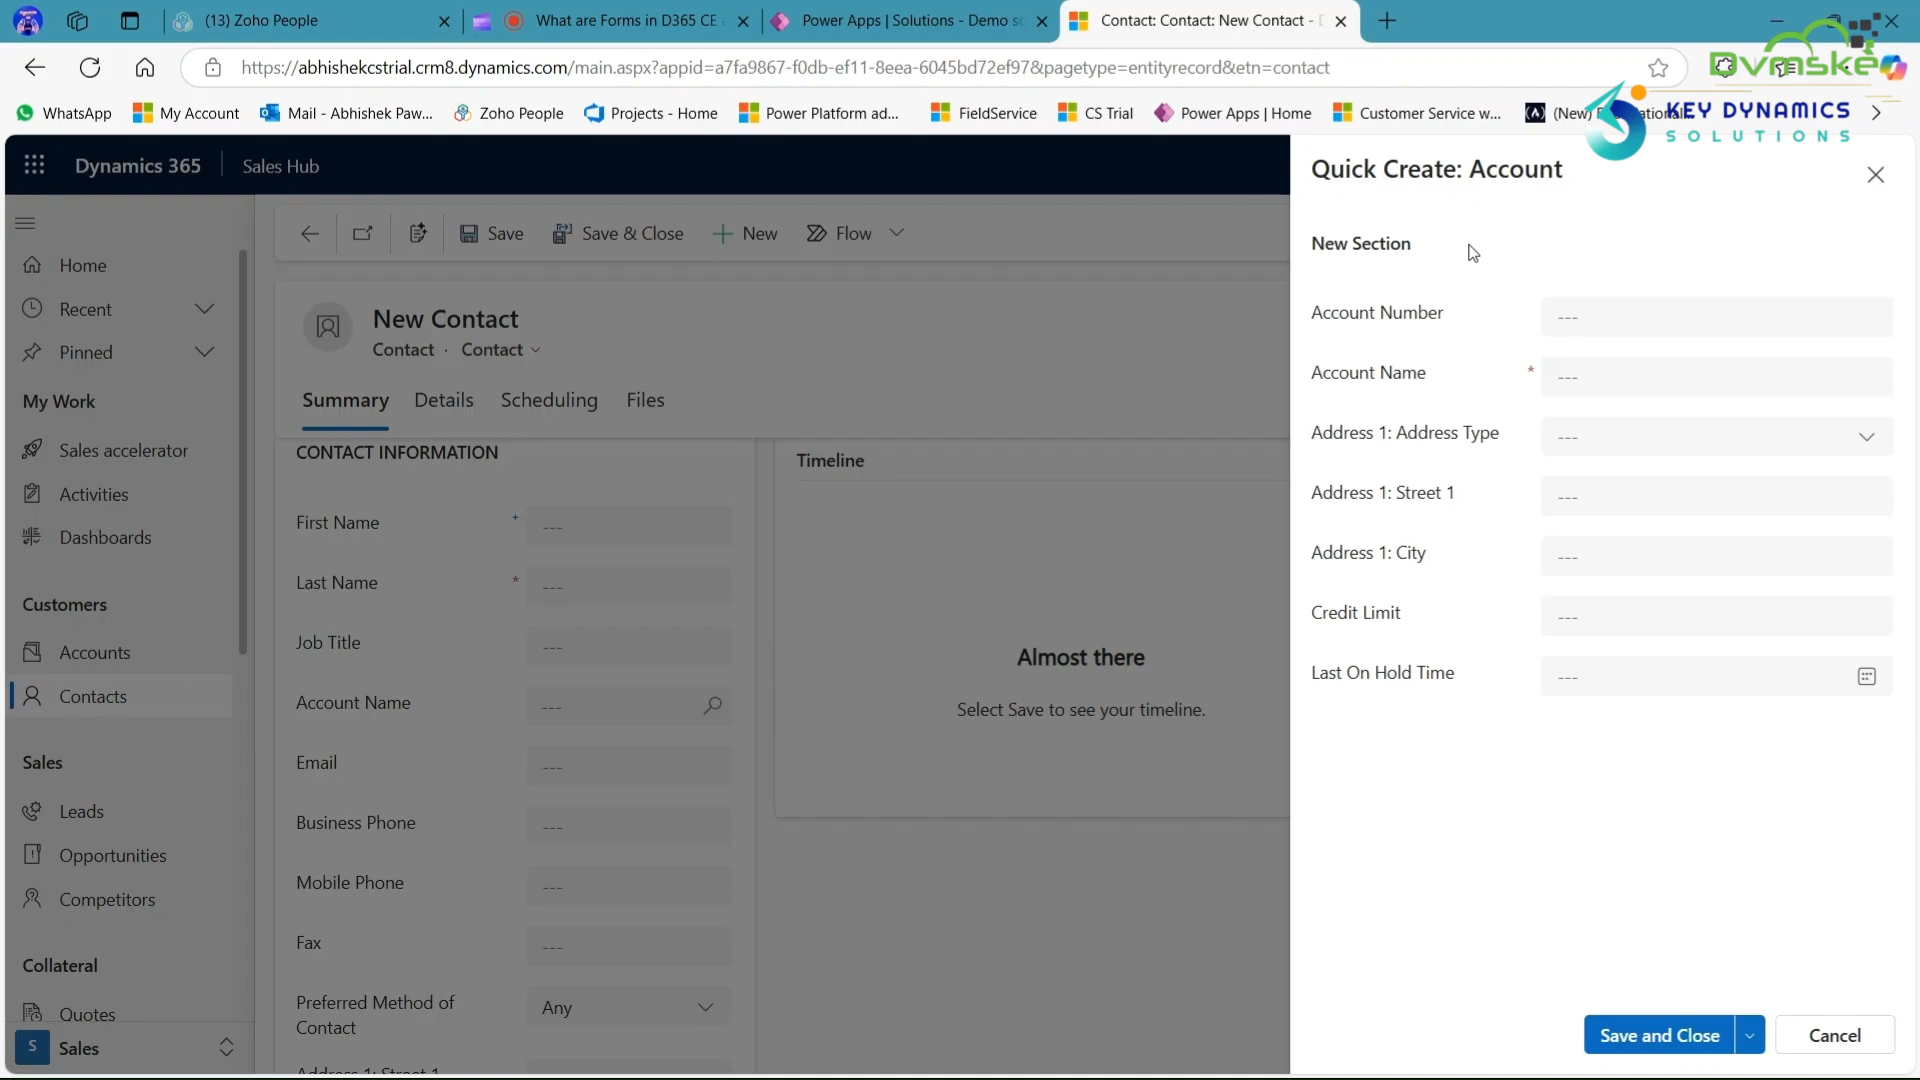 (13) Zoho People
What are Forms in D365 CE
Power Apps | Solutions - Demo sc
Contact: Contact: New Contact -
https://abhishekcstrial.crm8.dynamics.com/main.aspx?appid=a7fa9867-f0db-ef11-8eea-6045bd72ef97&pagetype=entityrecord&etn=contact
Dvmske
WhatsApp
My Account
Mail - Abhishek Paw...
Zoho People
Projects - Home
Power Platform ad...
FieldService
CS Trial
Power Apps | Home
Customer Service w...
(New)
KEY DYNAMICS
SOLUTIONS
Dynamics 365
Sales Hub
Home
Recent
Pinned
My Work
Sales accelerator
Activities
Dashboards
Customers
Accounts
Contacts
Sales
Leads
Opportunities
Competitors
Collateral
Quotes
S
Sales
Save
Save & Close
New
Flow
New Contact
Contact · Contact
Summary
Details
Scheduling
Files
CONTACT INFORMATION
First Name + ---
Last Name * ---
Job Title ---
Account Name ---
Email ---
Business Phone ---
Mobile Phone ---
Fax ---
Preferred Method of
Contact
Any
Address 1: Street 1
Timeline
Almost there
Select Save to see your timeline.
Quick Create: Account
New Section
Account Number ---
Account Name * ---
Address 1: Address Type ---
Address 1: Street 1 ---
Address 1: City ---
Credit Limit ---
Last On Hold Time ---
Save and Close
Cancel